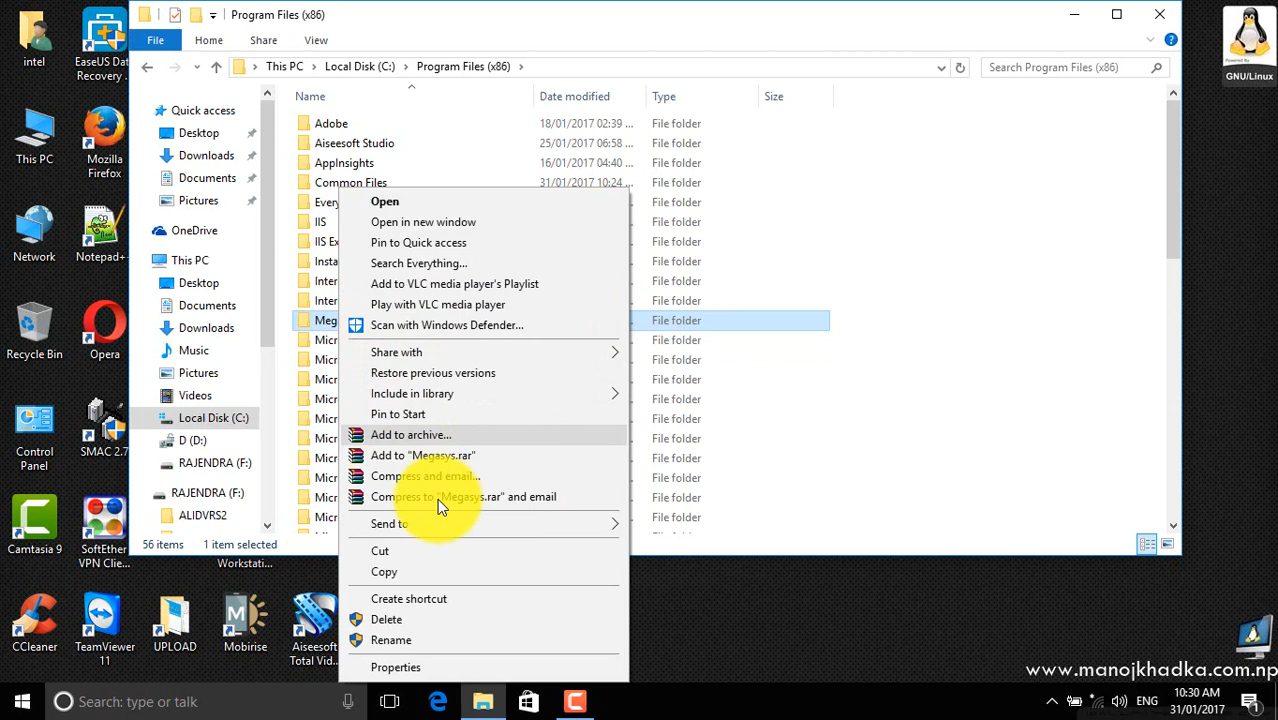 intel
EaseUS Data
Recovery ...
This PC
Mozilla
Firefox
Network
Notepad++
Recycle Bin
Opera
Control
Panel
SMAC 2.7
Camtasia 9
SoftEther
VPN Clie...
CCleaner
TeamViewer
11
UPLOAD
Mobirise
Aiseesoft
Total Vid...
Workstati...
Program Files (x86)
File
Home
Share
View
This PC
Local Disk (C:)
Program Files (x86)
Search Program Files (x86)
Quick access
Desktop
Downloads
Documents
Pictures
OneDrive
This PC
Desktop
Documents
Downloads
Music
Pictures
Videos
Local Disk (C:)
D (D:)
RAJENDRA (F:)
RAJENDRA (F:)
ALIDVRS2
Name
Date modified
Type
Size
Adobe 18/01/2017 02:39 ... File folder
Aiseesoft Studio 25/01/2017 06:58 ... File folder
AppInsights 16/01/2017 04:40 ... File folder
Common Files 31/01/2017 10:24 ... File folder
Every File folder
IIS File folder
IIS Ex File folder
Insta File folder
Inter File folder
Inter File folder
Meg File folder
Micr File folder
Micr File folder
Micr File folder
Micr File folder
Micr File folder
Micr File folder
Micr File folder
Micr File folder
Micr File folder
Micr File folder
Open
Open in new window
Pin to Quick access
Search Everything...
Add to VLC media player's Playlist
Play with VLC media player
Scan with Windows Defender...
Share with
Restore previous versions
Include in library
Pin to Start
Add to archive...
Add to "Megasys.rar"
Compress and email...
Compress to "Megasys.rar" and email
Send to
Cut
Copy
Create shortcut
Delete
Rename
Properties
56 items
1 item selected
GNU/Linux
www.manojkhadka.com.np
Search: type or talk
ENG
10:30 AM
31/01/2017
1